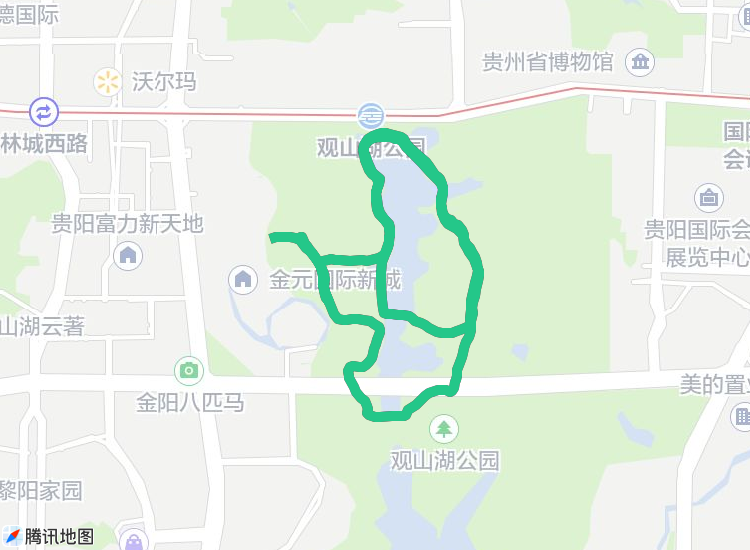 德国际
贵州省博物馆
沃尔玛
林城西路
观山湖公园
国际
会议
贵阳富力新天地
贵阳国际会
展览中心
金元国际新城
山湖云著
美的置业
金阳八匹马
观山湖公园
黎阳家园
腾讯地图